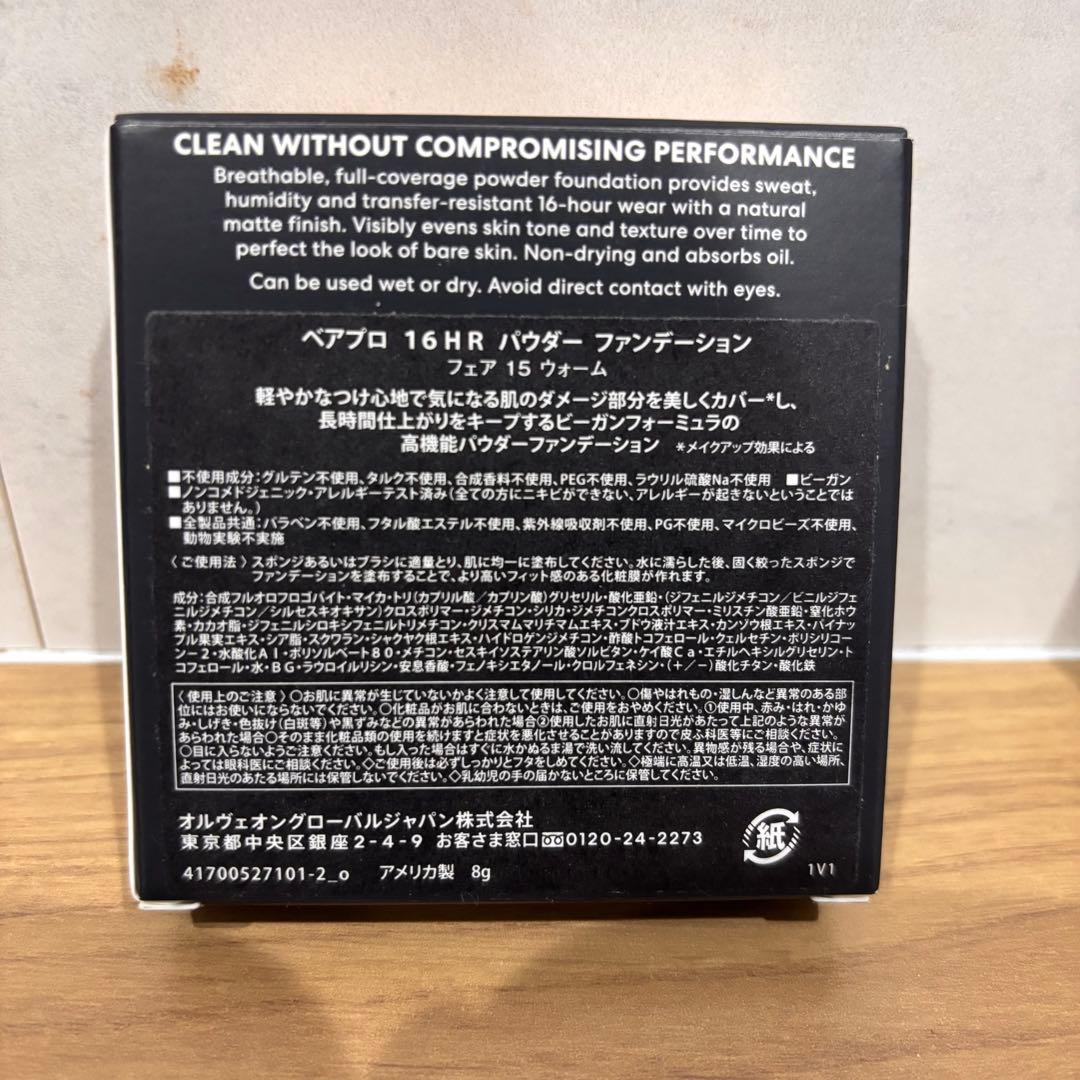 CLEAN WITHOUT COMPROMISING PERFORMANCE
Breathable, full-coverage powder foundation provides sweat,
humidity and transfer-resistant 16-hour wear with a natural
matte finish. Visibly evens skin tone and texture over time to
perfect the look of bare skin. Non-drying and absorbs oil.
Can be used wet or dry. Avoid direct contact with eyes.
ベアプロ 16HR パウダー ファンデーション
フェア 15 ウォーム
軽やかなつけ心地で気になる肌のダメージ部分を美しくカバー*し、
長時間仕上がりをキープするビーガンフォーミュラの
高機能パウダーファンデーション *メイクアップ効果による
■不使用成分:グルテン不使用、タルク不使用、合成香料不使用、PEG不使用、ラウリル硫酸Na不使用 ■ビーガン
■ノンコメドジェニック・アレルギーテスト済み(全ての方にニキビができない、アレルギーが起きないということでは
ありません。)
■全製品共通:パラベン不使用、フタル酸エステル不使用、紫外線吸収剤不使用、PG不使用、マイクロビーズ不使用、
動物実験不実施
〈ご使用法〉スポンジあるいはブラシに適量とり、肌に均一に塗布してください。水に濡らした後、固く絞ったスポンジで
ファンデーションを塗布することで、より高いフィット感のある化粧膜が作れます。
成分:合成フルオロフロゴパイト・マイカ・トリ(カプリル酸/カプリン酸)グリセリル・酸化亜鉛・(ジフェニルジメチコン/ビニルジフェ
ニルジメチコン/シルセスキオキサン)クロスポリマー・ジメチコン・シリカ・ジメチコンクロスポリマー・ミリスチン酸亜鉛・窒化ホウ
素・カカオ脂・ジフェニルシロキシフェニルトリメチコン・クリスマムマリチマムエキス・ブドウ液汁エキス・カンゾウ根エキス・パイナッ
プル果実エキス・シア脂・スクワラン・シャクヤク根エキス・ハイドロゲンジメチコン・酢酸トコフェロール・クェルセチン・ポリシリコー
ン-2・水酸化Al・ポリソルベート80・メチコン・セスキイソステアリン酸ソルビタン・ケイ酸Ca・エチルヘキシルグリセリン・ト
コフェロール・水・BG・ラウロイルリシン・安息香酸・フェノキシエタノール・クロルフェネシン・(+/-)酸化チタン・酸化鉄
〈使用上のご注意〉○お肌に異常が生じていないかよく注意して使用してください。○傷やはれもの・湿しんなど異常のある部
位にはお使いにならないでください。○化粧品がお肌に合わないときは、使用をおやめください。①使用中、赤み・はれ・かゆ
み・しげき・色抜け(白斑等)や黒ずみなどの異常があらわれた場合②使用したお肌に直射日光があたって上記のような異常が
あらわれた場合○そのまま化粧品類の使用を続けますと症状を悪化させることがありますので皮ふ科医等にご相談ください。
○目に入らないようご注意ください。もし入った場合はすぐに水かぬるま湯で洗い流してください。異物感が残る場合や、症状に
よっては眼科医にご相談ください。◇ご使用後は必ずしっかりとフタをしめてください。◇極端に高温又は低温、湿度の高い場所、
直射日光のあたる場所には保管しないでください。◇乳幼児の手の届かないところに保管してください。
オルヴェオングローバルジャパン株式会社
東京都中央区銀座2-4-9 お客さま窓口 0120-24-2273
紙
41700527101-2_o アメリカ製 8g 1V1